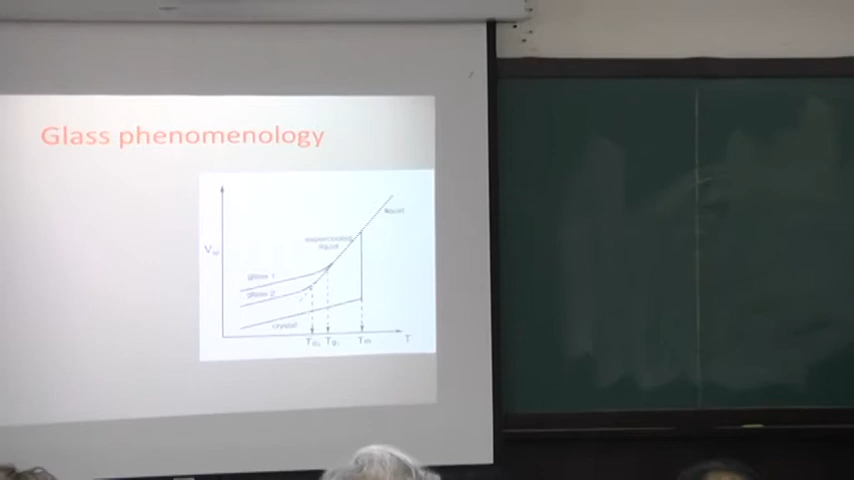 Glass phenomenology
liquid
supercooled
liquid
V
glass 1
glass 2
crystal
Tm
T